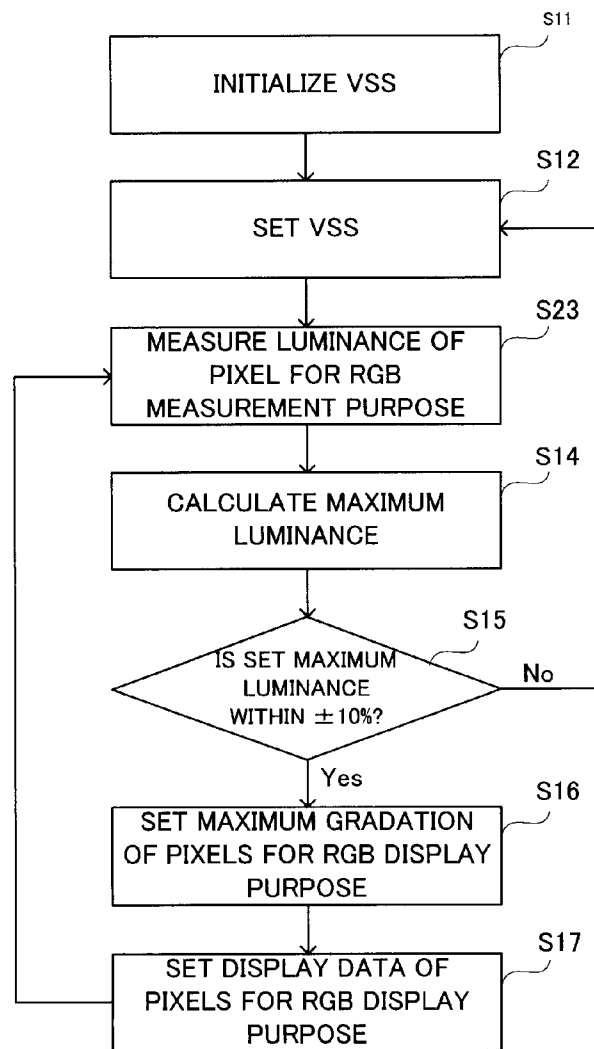 S11
INITIALIZE VSS
S12
SET VSS
S23
MEASURE LUMINANCE OF
PIXEL FOR RGB
MEASUREMENT PURPOSE
S14
CALCULATE MAXIMUM
LUMINANCE
S15
IS SET MAXIMUM
LUMINANCE
WITHIN ±10%?
No
Yes
S16
SET MAXIMUM GRADATION
OF PIXELS FOR RGB DISPLAY
PURPOSE
S17
SET DISPLAY DATA OF
PIXELS FOR RGB DISPLAY
PURPOSE